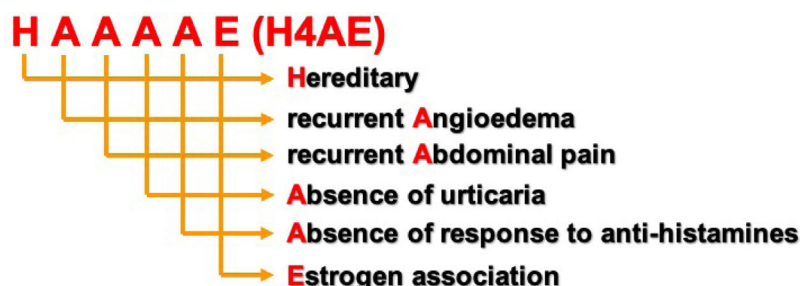 H A A A A E (H4AE)
Hereditary
recurrent Angioedema
recurrent Abdominal pain
Absence of urticaria
Absence of response to anti-histamines
Estrogen association